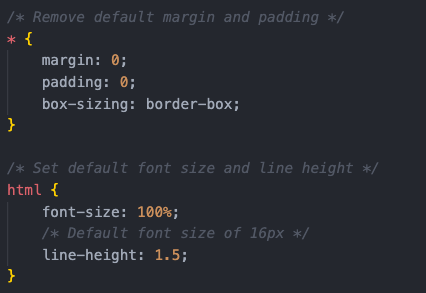 /* Remove default margin and padding */
* {
    margin: 0;
    padding: 0;
    box-sizing: border-box;
}

/* Set default font size and line height */
html {
    font-size: 100%;
    /* Default font size of 16px */
    line-height: 1.5;
}